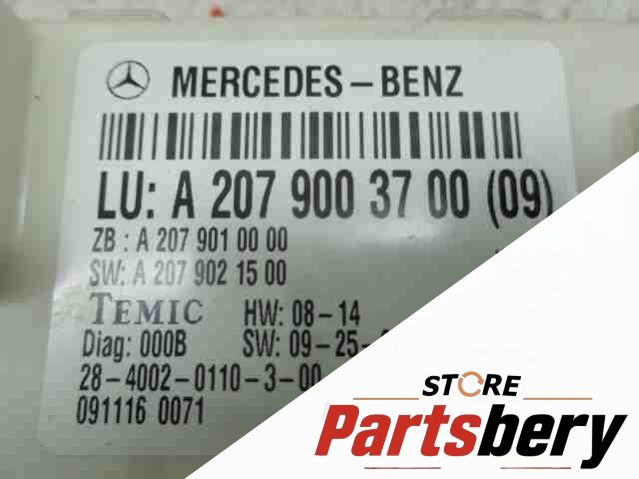 MERCEDES-BENZ
LU: A 207 900 37 00 (09)
ZB : A 207 901 00 00
SW: A 207 902 15 00
TEMIC HW: 08-14
Diag: 000B SW: 09-25-
28-4002-0110-3-00
091116 0071
STORE
Partsbery